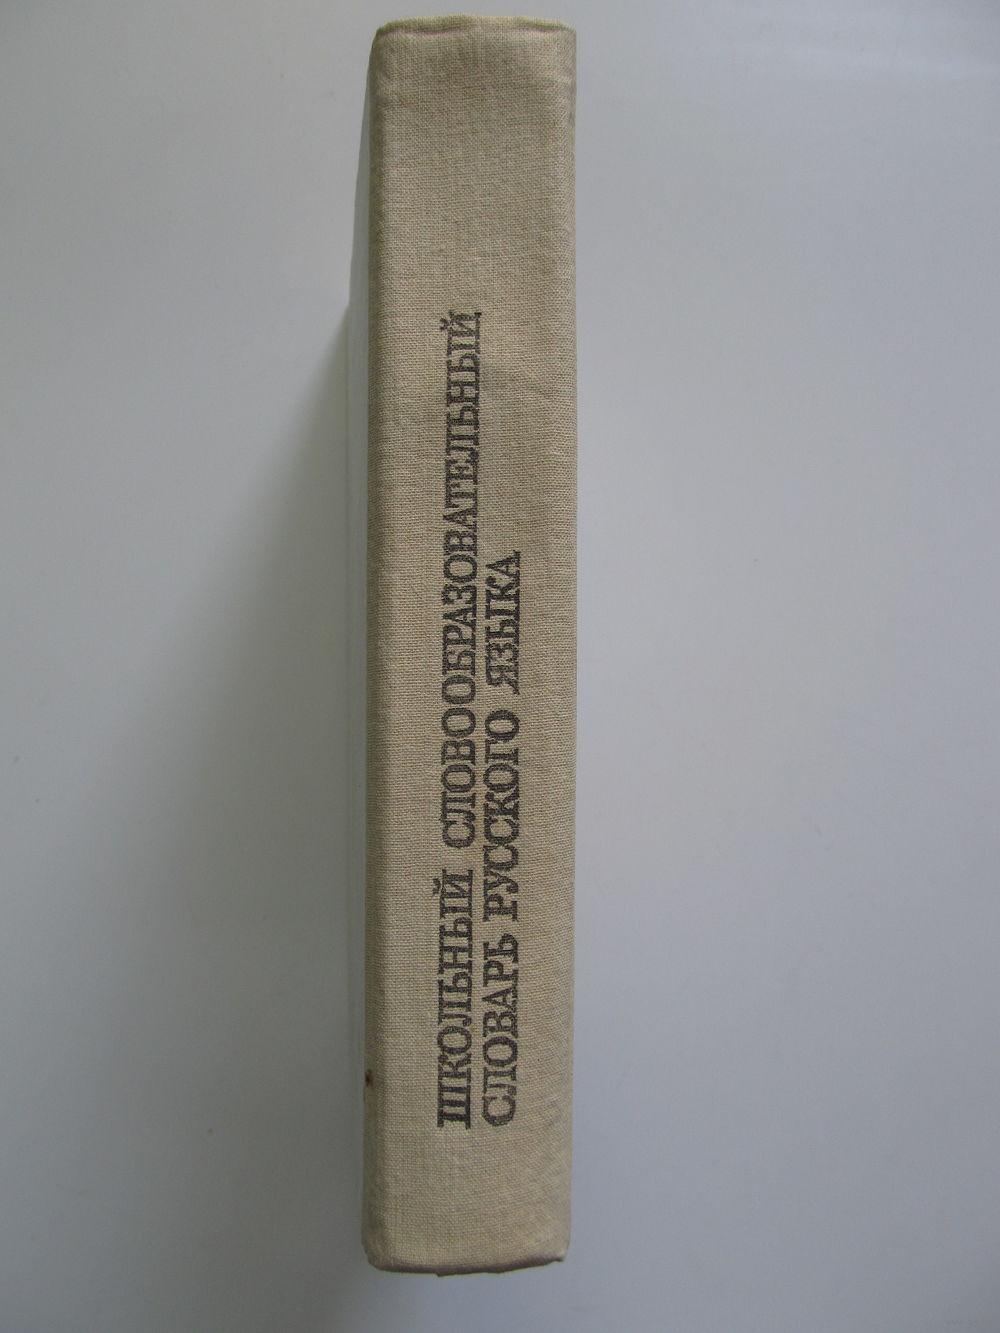 ШКОЛЬНЫЙ СЛОВООБРАЗОВАТЕЛЬНЫЙ
СЛОВАРЬ РУССКОГО ЯЗЫКА